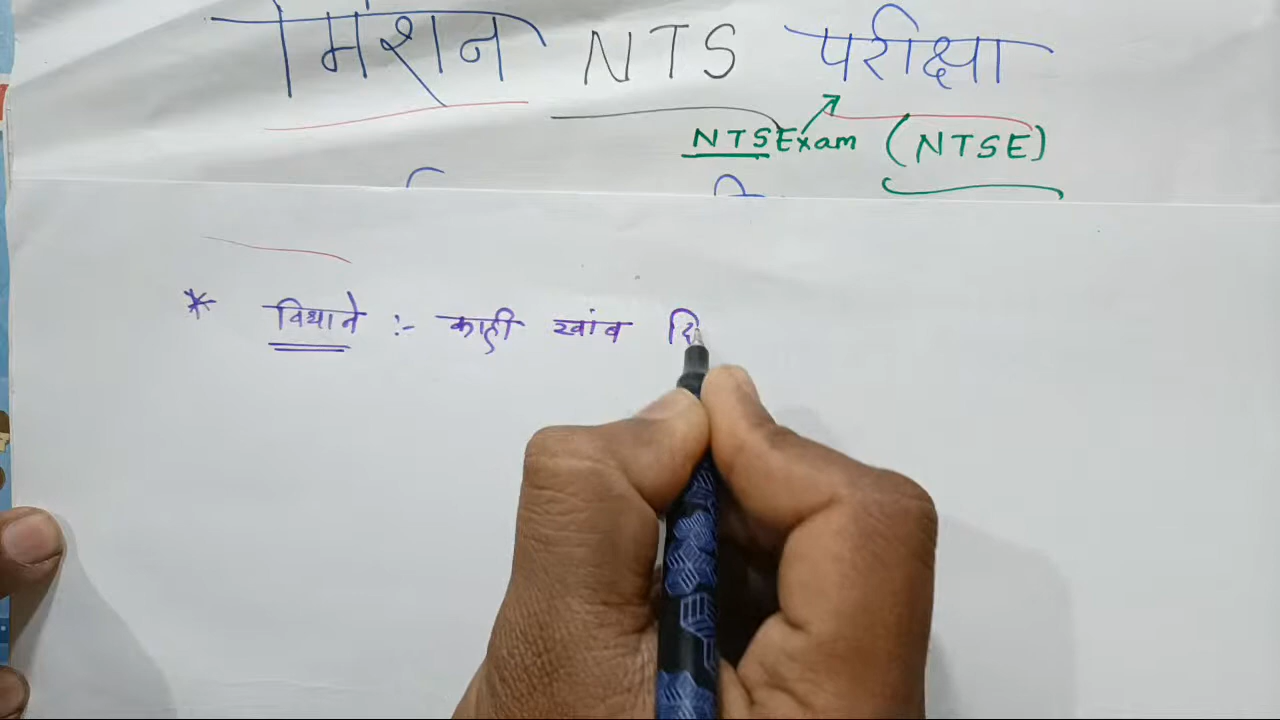 मिशन NTS परीक्षा
NTSExam (NTSE)
* विधाने :- काही खांब दि